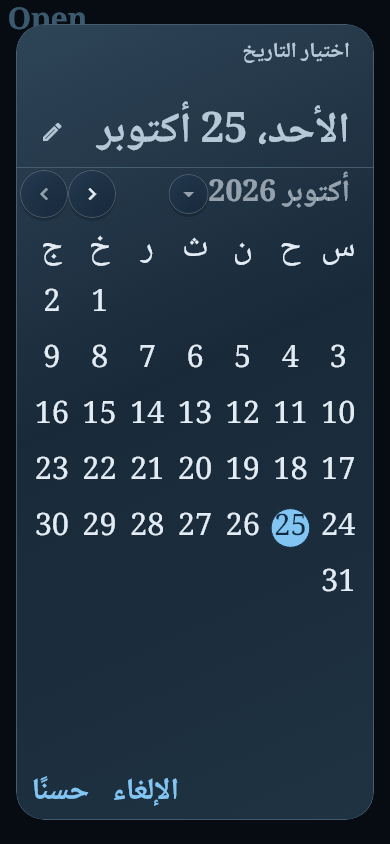 Open
اختيار التاريخ
الأحد، 25 أكتوبر
أكتوبر 2026
س ح ن ث ر خ ج
1 2
3 4 5 6 7 8 9
10 11 12 13 14 15 16
17 18 19 20 21 22 23
24 25 26 27 28 29 30
31
الإلغاء حسنًا